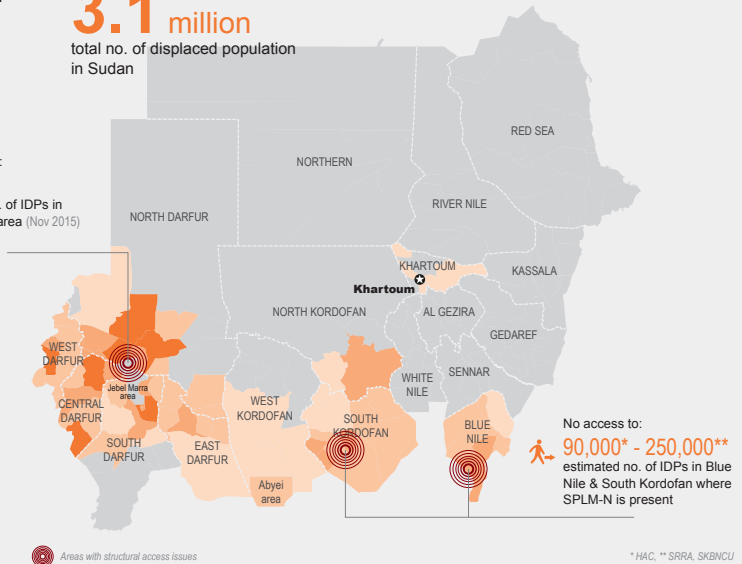 3.1 million
total no. of displaced population
in Sudan
RED SEA
NORTHERN
:
. of IDPs in
area (Nov 2015)
RIVER NILE
NORTH DARFUR
KHARTOUM
KASSALA
Khartoum
NORTH KORDOFAN
AL GEZIRA
GEDAREF
WEST
DARFUR
SENNAR
WHITE
NILE
Jebel Marra
area
CENTRAL
DARFUR
WEST
KORDOFAN
SOUTH
KORDOFAN
BLUE
NILE
SOUTH
DARFUR
EAST
DARFUR
Abyei
area
No access to:
90,000* - 250,000**
estimated no. of IDPs in Blue
Nile & South Kordofan where
SPLM-N is present
Areas with structural access issues
* HAC, ** SRRA, SKBNCU